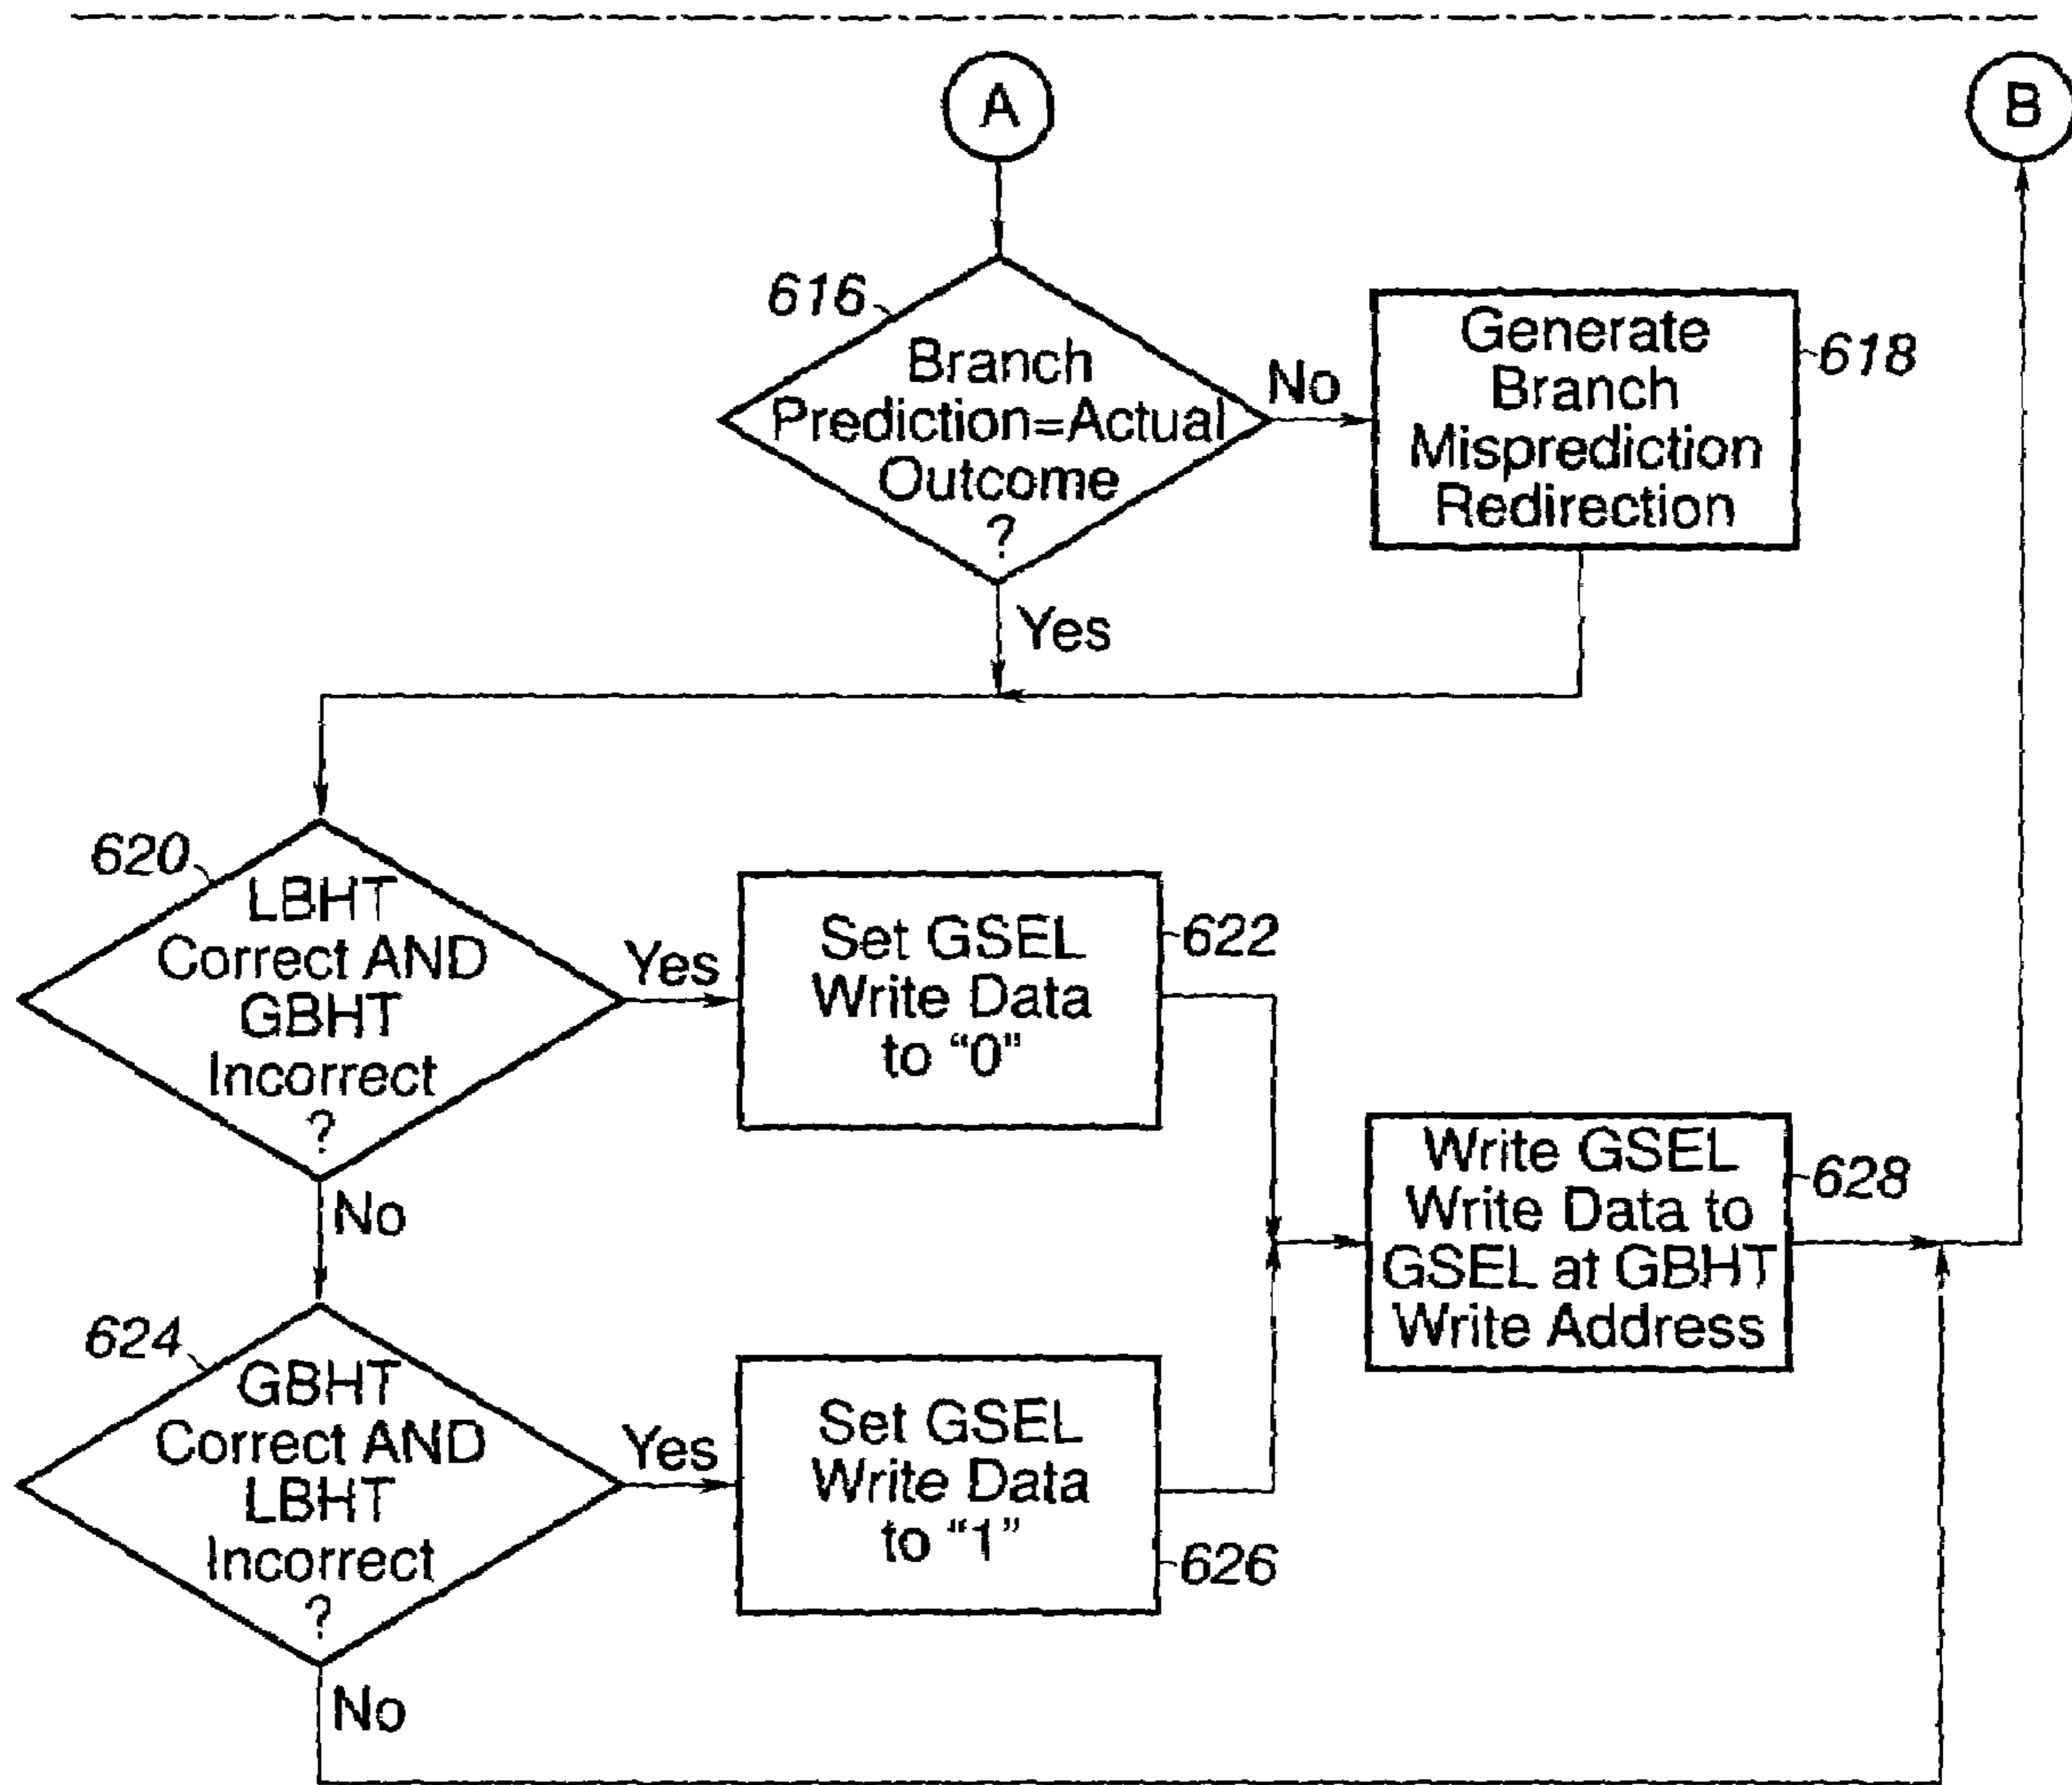 A
B
616
Branch
Prediction=Actual
Outcome
?
No
Generate
Branch
Misprediction
Redirection
618
Yes
620
LBHT
Correct AND
GBHT
Incorrect
?
Yes
Set GSEL
Write Data
to “0”
622
No
Write GSEL
Write Data to
GSEL at GBHT
Write Address
628
624
GBHT
Correct AND
LBHT
Incorrect
?
Yes
Set GSEL
Write Data
to “1”
626
No